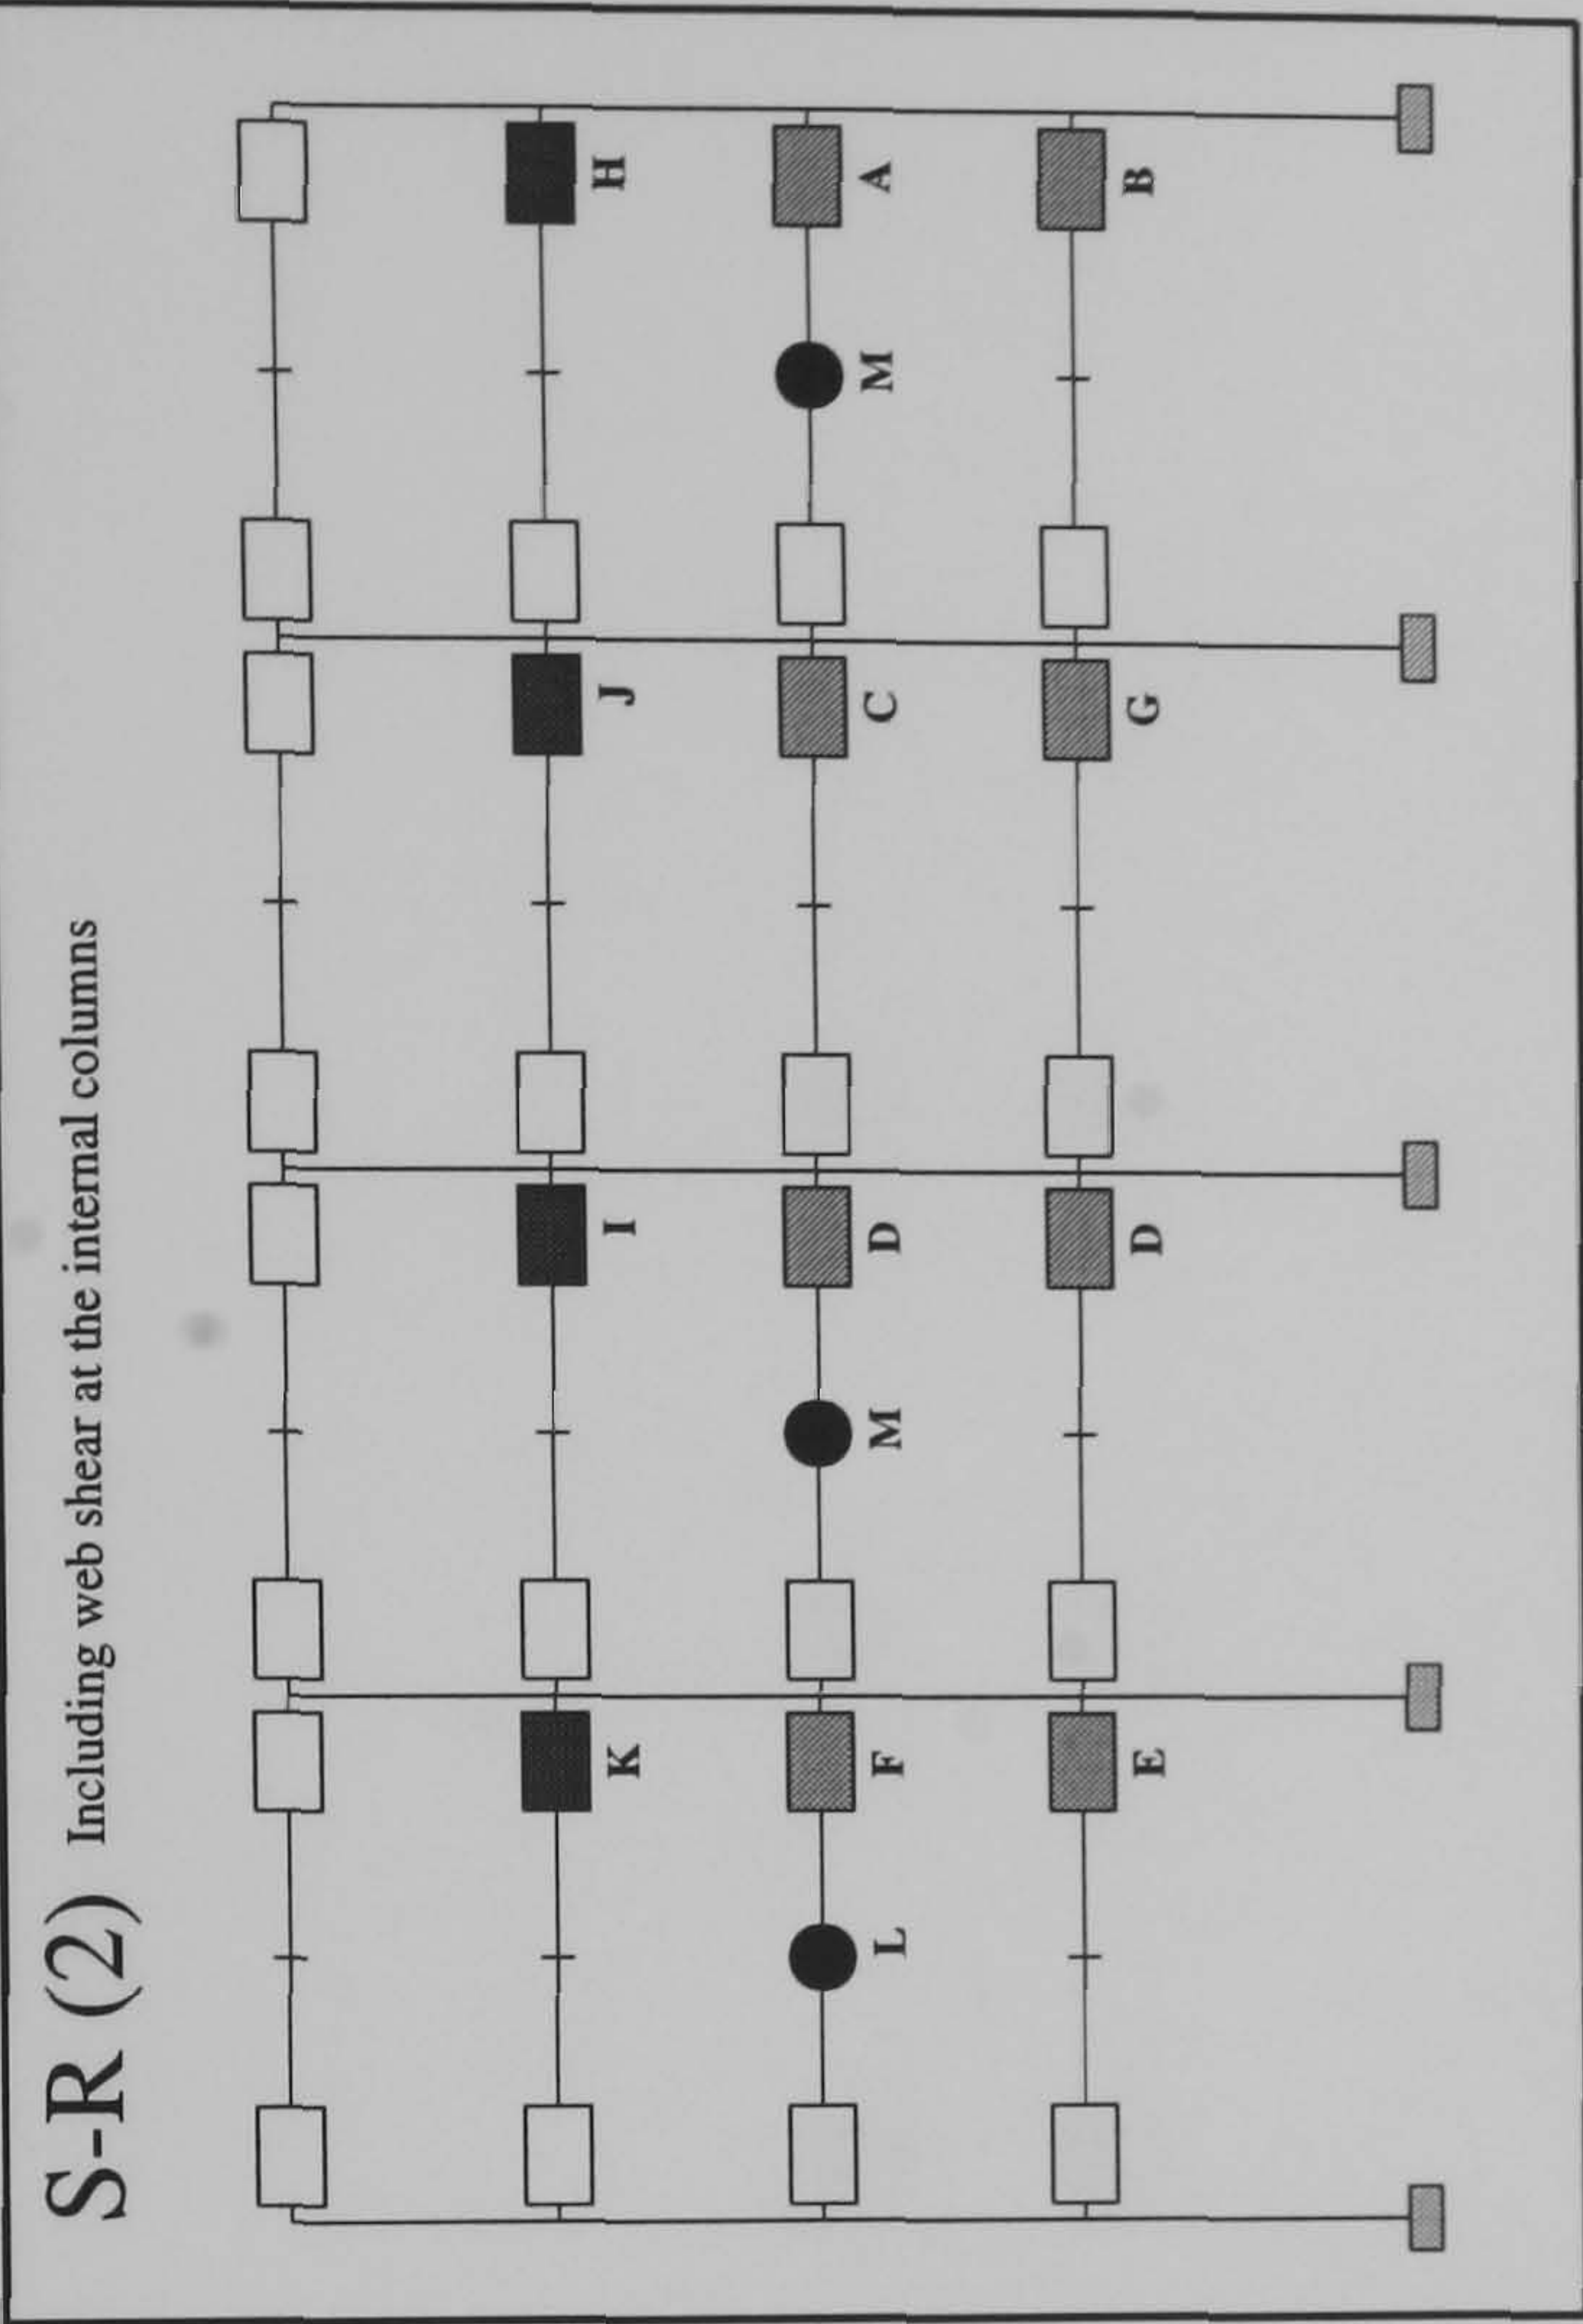 S-R (2) Including web shear at the internal columns
K I J H
L F M D C M A
E D G B